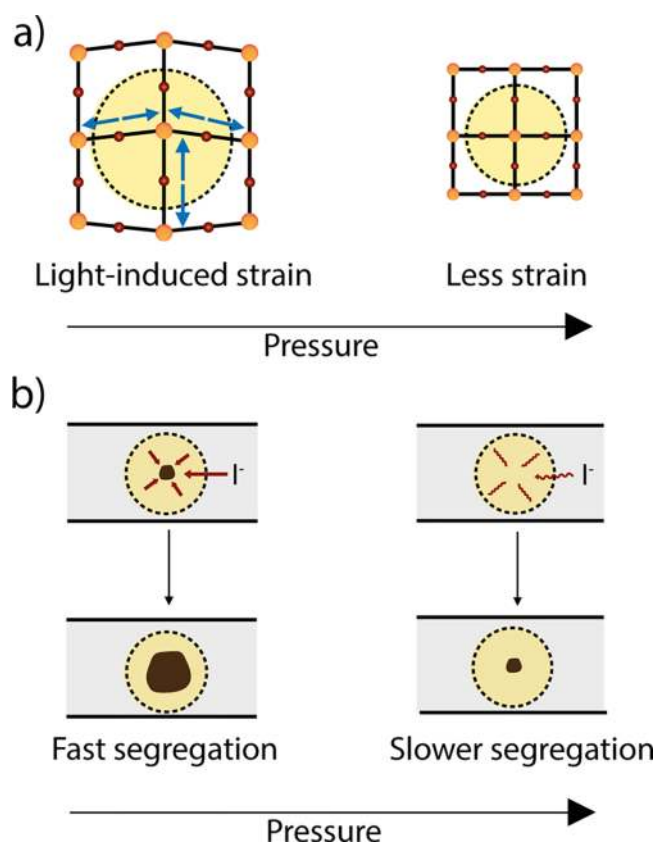 a)
Light-induced strain
Less strain
Pressure
b)
I-
I-
Fast segregation
Slower segregation
Pressure